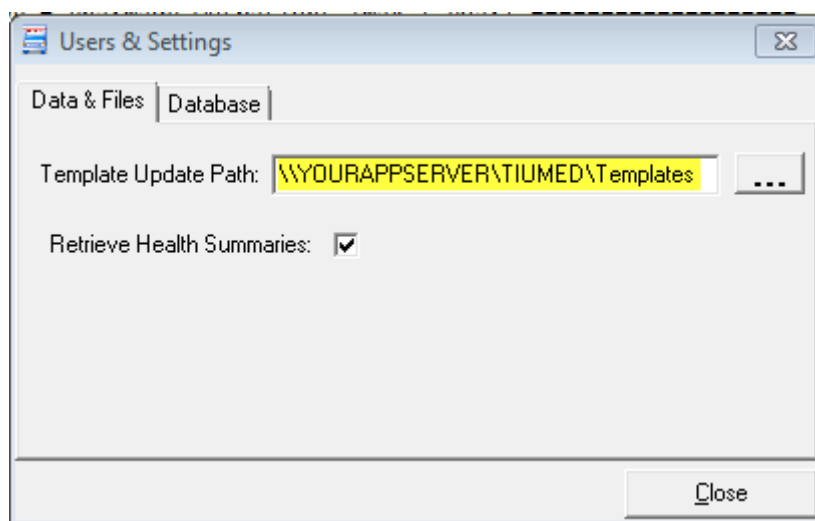 Users & Settings
Data & Files Database
Template Update Path: \\YOURAPPSERVER\TIUMED\Templates ...
Retrieve Health Summaries:
Close